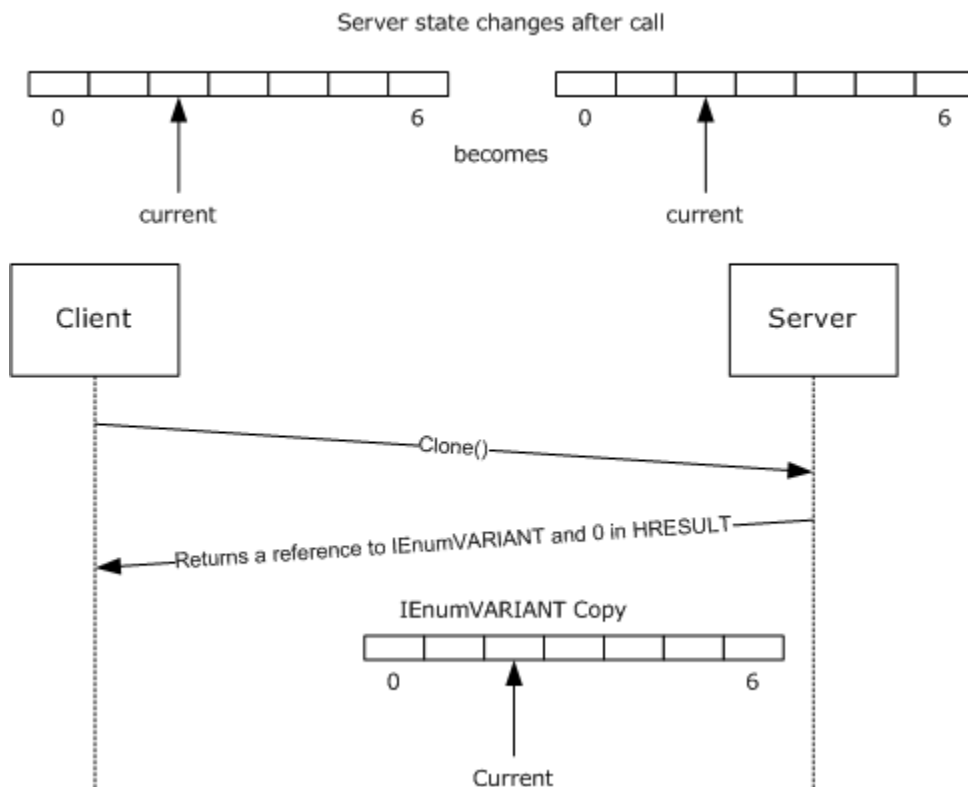 Server state changes after call
0 6 0 6
becomes
current current
Client Server
Clone()
Returns a reference to IEnumVARIANT and 0 in HRESULT
IEnumVARIANT Copy
0 6
Current